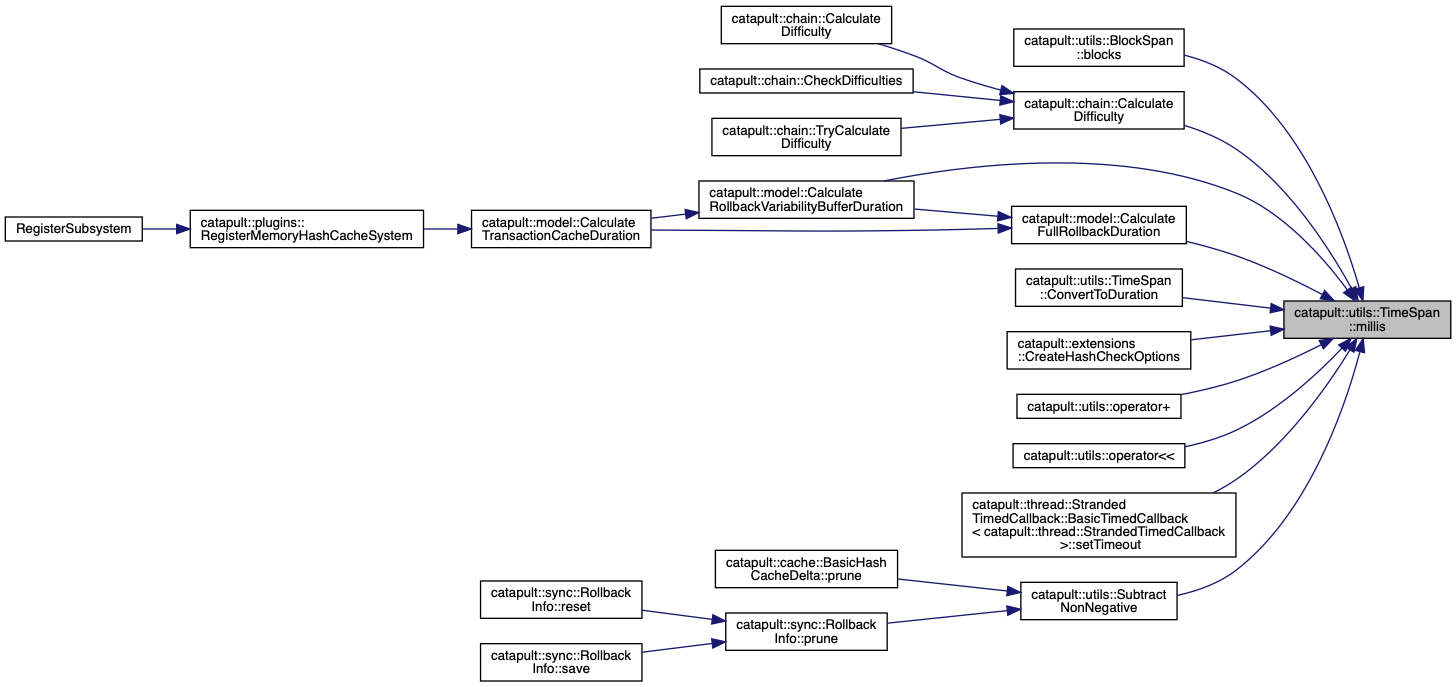 catapult::chain::Calculate
Difficulty
catapult::utils::BlockSpan
::blocks
catapult::chain::CheckDifficulties
catapult::chain::Calculate
Difficulty
catapult::chain::TryCalculate
Difficulty
catapult::model::Calculate
RollbackVariabilityBufferDuration
RegisterSubsystem
catapult::plugins::
RegisterMemoryHashCacheSystem
catapult::model::Calculate
TransactionCacheDuration
catapult::model::Calculate
FullRollbackDuration
catapult::utils::TimeSpan
::ConvertToDuration
catapult::utils::TimeSpan
::millis
catapult::extensions
::CreateHashCheckOptions
catapult::utils::operator+
catapult::utils::operator<<
catapult::thread::Stranded
TimedCallback::BasicTimedCallback
< catapult::thread::StrandedTimedCallback
>::setTimeout
catapult::cache::BasicHash
CacheDelta::prune
catapult::utils::Subtract
NonNegative
catapult::sync::Rollback
Info::reset
catapult::sync::Rollback
Info::prune
catapult::sync::Rollback
Info::save